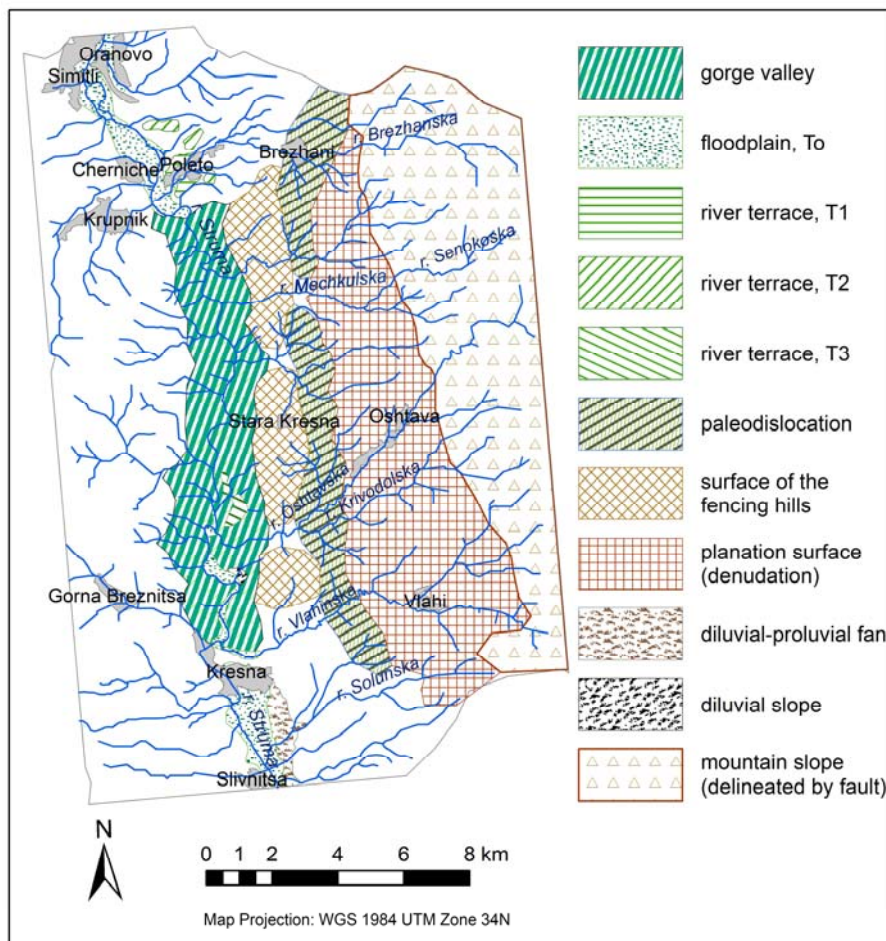 Oranovo
Simitli
r. Brezhanska
Brezhani
Poleto
Cherniche
Krupnik
r. Struma
r. Senokoska
r. Mechkulska
Stara Kresna
Oshtava
r. Oshtavska
r. Krivodolska
Gorna Breznitsa
Vlahi
r. Vlahinska
Kresna
r. Solunska
r. Struma
Slivnitsa
gorge valley
floodplain, To
river terrace, T1
river terrace, T2
river terrace, T3
paleodislocation
surface of the
fencing hills
planation surface
(denudation)
diluvial-proluvial fan
diluvial slope
mountain slope
(delineated by fault)
N
0 1 2 4 6 8 km
Map Projection: WGS 1984 UTM Zone 34N